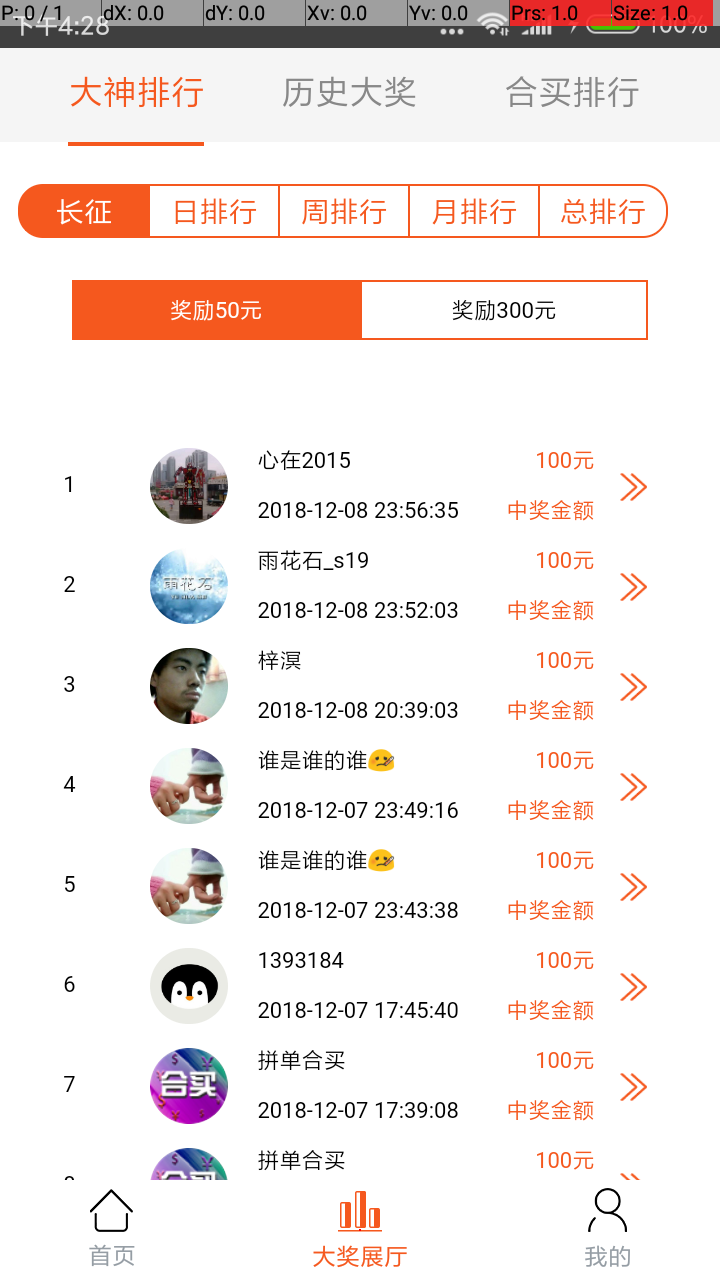 P: 0 / 1 dX: 0.0 dY: 0.0 Xv: 0.0 Yv: 0.0 Prs: 1.0 Size: 1.0
下午4:28 100%
大神排行 历史大奖 合买排行
长征 日排行 周排行 月排行 总排行
奖励50元 奖励300元
心在2015 100元
1
2018-12-08 23:56:35 中奖金额
雨花石_s19 100元
2 雨花石
2018-12-08 23:52:03 中奖金额
梓溟 100元
3
2018-12-08 20:39:03 中奖金额
谁是谁的谁🤒 100元
4
2018-12-07 23:49:16 中奖金额
谁是谁的谁🤒 100元
5
2018-12-07 23:43:38 中奖金额
1393184 100元
6
2018-12-07 17:45:40 中奖金额
拼单合买 100元
7 合买
2018-12-07 17:39:08 中奖金额
拼单合买 100元
首页 大奖展厅 我的